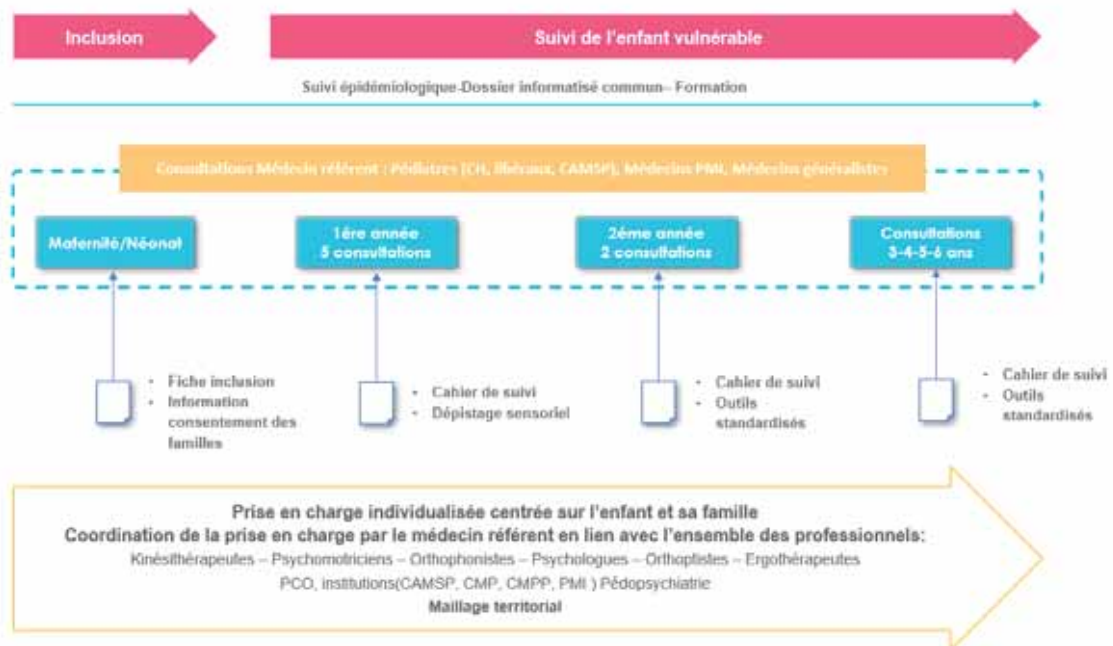 Inclusion
Suivi de l'enfant vulnérable
Suivi épidémiologique-Dossier informatisé commun– Formation
Consultations Médecin référent : Pédiatres (CH, libéraux, CAMSP), Médecins PMI, Médecins généralistes
Maternité/Néonat
1ére année
5 consultations
2éme année
2 consultations
Consultations
3-4-5-6 ans
- Fiche inclusion
- Information
consentement des
familles
- Cahier de suivi
- Dépistage sensoriel
- Cahier de suivi
- Outils
standardisés
- Cahier de suivi
- Outils
standardisés
Prise en charge individualisée centrée sur l'enfant et sa famille
Coordination de la prise en charge par le médecin référent en lien avec l'ensemble des professionnels:
Kinésithérapeutes – Psychomotriciens – Orthophonistes – Psychologues – Orthoptistes – Ergothérapeutes
PCO, institutions(CAMSP, CMP, CMPP, PMI ) Pédopsychiatrie
Maillage territorial